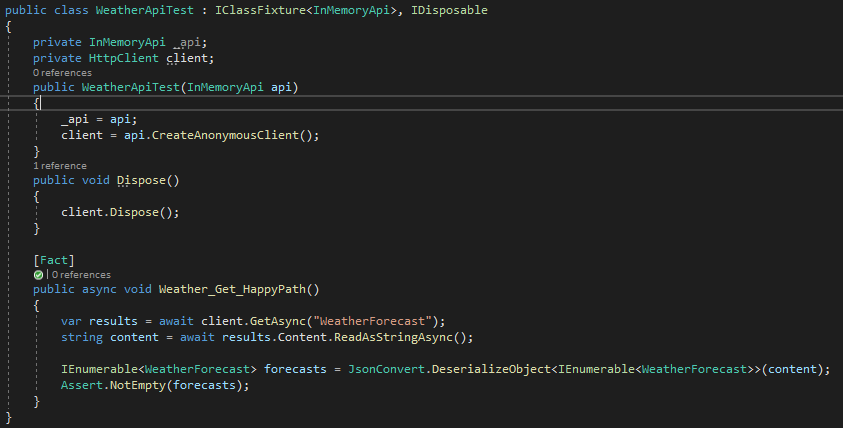 public class WeatherApiTest : IClassFixture<InMemoryApi>, IDisposable
{
    private InMemoryApi _api;
    private HttpClient client;
    0 references
    public WeatherApiTest(InMemoryApi api)
    {
        _api = api;
        client = api.CreateAnonymousClient();
    }
    1 reference
    public void Dispose()
    {
        client.Dispose();
    }

    [Fact]
    | 0 references
    public async void Weather_Get_HappyPath()
    {
        var results = await client.GetAsync("WeatherForecast");
        string content = await results.Content.ReadAsStringAsync();

        IEnumerable<WeatherForecast> forecasts = JsonConvert.DeserializeObject<IEnumerable<WeatherForecast>>(content);
        Assert.NotEmpty(forecasts);
    }
}